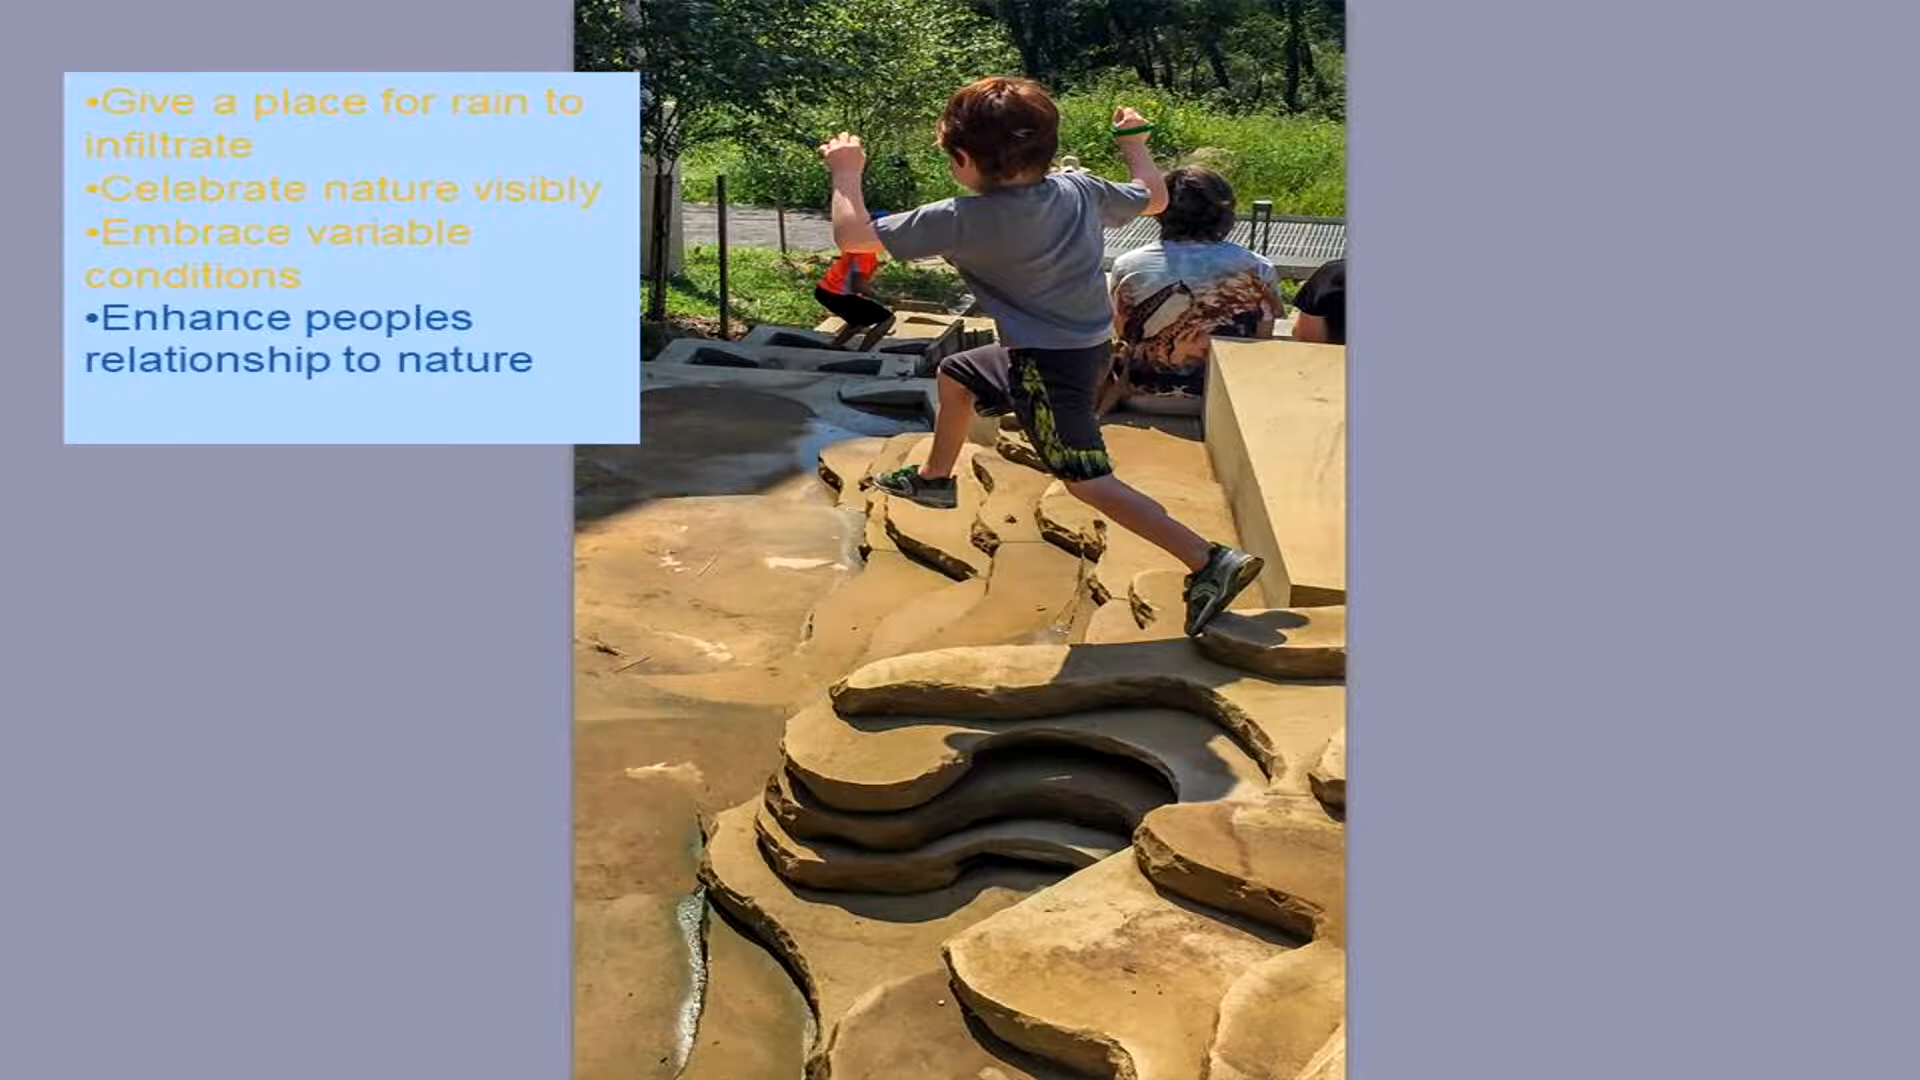 •Give a place for rain to
infiltrate
•Celebrate nature visibly
•Embrace variable
conditions
•Enhance peoples
relationship to nature